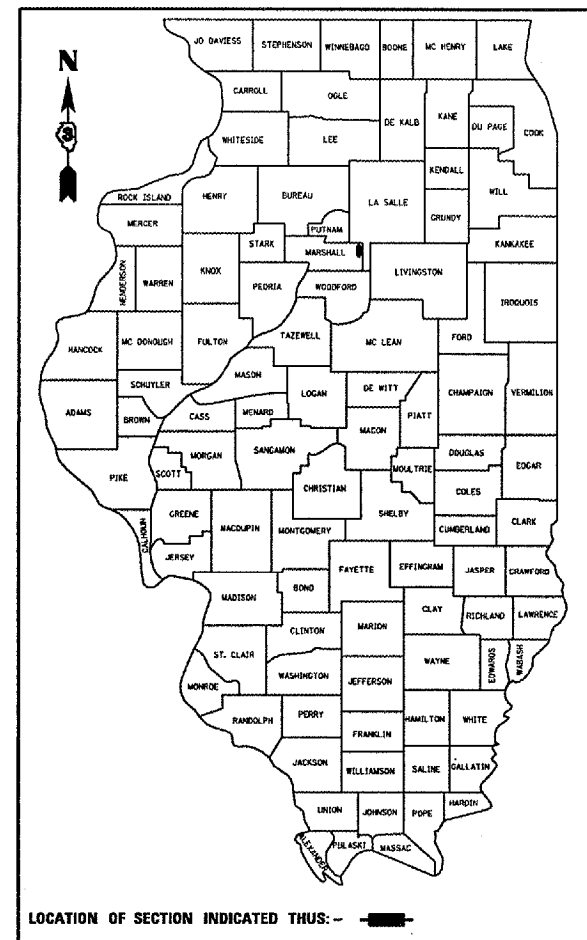 JO DAVIESS STEPHENSON WINNEBAGO BOONE MC HENRY LAKE
N
CARROLL OGLE
DE KALB KANE
DU PAGE COOK
WHITESIDE LEE
KENDALL
WILL
ROCK ISLAND HENRY BUREAU LA SALLE
GRUNDY
MERCER PUTNAM
STARK MARSHALL KANKAKEE
KNOX LIVINGSTON
HENDERSON WARREN PEORIA WOODFORD
IROQUOIS
HANCOCK MC DONOUGH FULTON TAZEWELL MC LEAN FORD
MASON
SCHUYLER DE WITT
LOGAN CHAMPAIGN VERMILION
ADAMS BROWN CASS MENARD PIATT
MACON
MORGAN SANGAMON DOUGLAS
PIKE SCOTT MOULTRIE EDGAR
CHRISTIAN COLES
GREENE SHELBY
CALHOUN MACOUPIN MONTGOMERY CUMBERLAND CLARK
JERSEY
FAYETTE EFFINGHAM JASPER CRAWFORD
MADISON BOND
CLAY RICHLAND LAWRENCE
CLINTON MARION
ST. CLAIR WAYNE EDWARDS WABASH
WASHINGTON JEFFERSON
MONROE
RANDOLPH PERRY HAMILTON WHITE
FRANKLIN
JACKSON WILLIAMSON SALINE GALLATIN
UNION JOHNSON POPE HARDIN
ALEXANDER PULASKI MASSAC
LOCATION OF SECTION INDICATED THUS: -